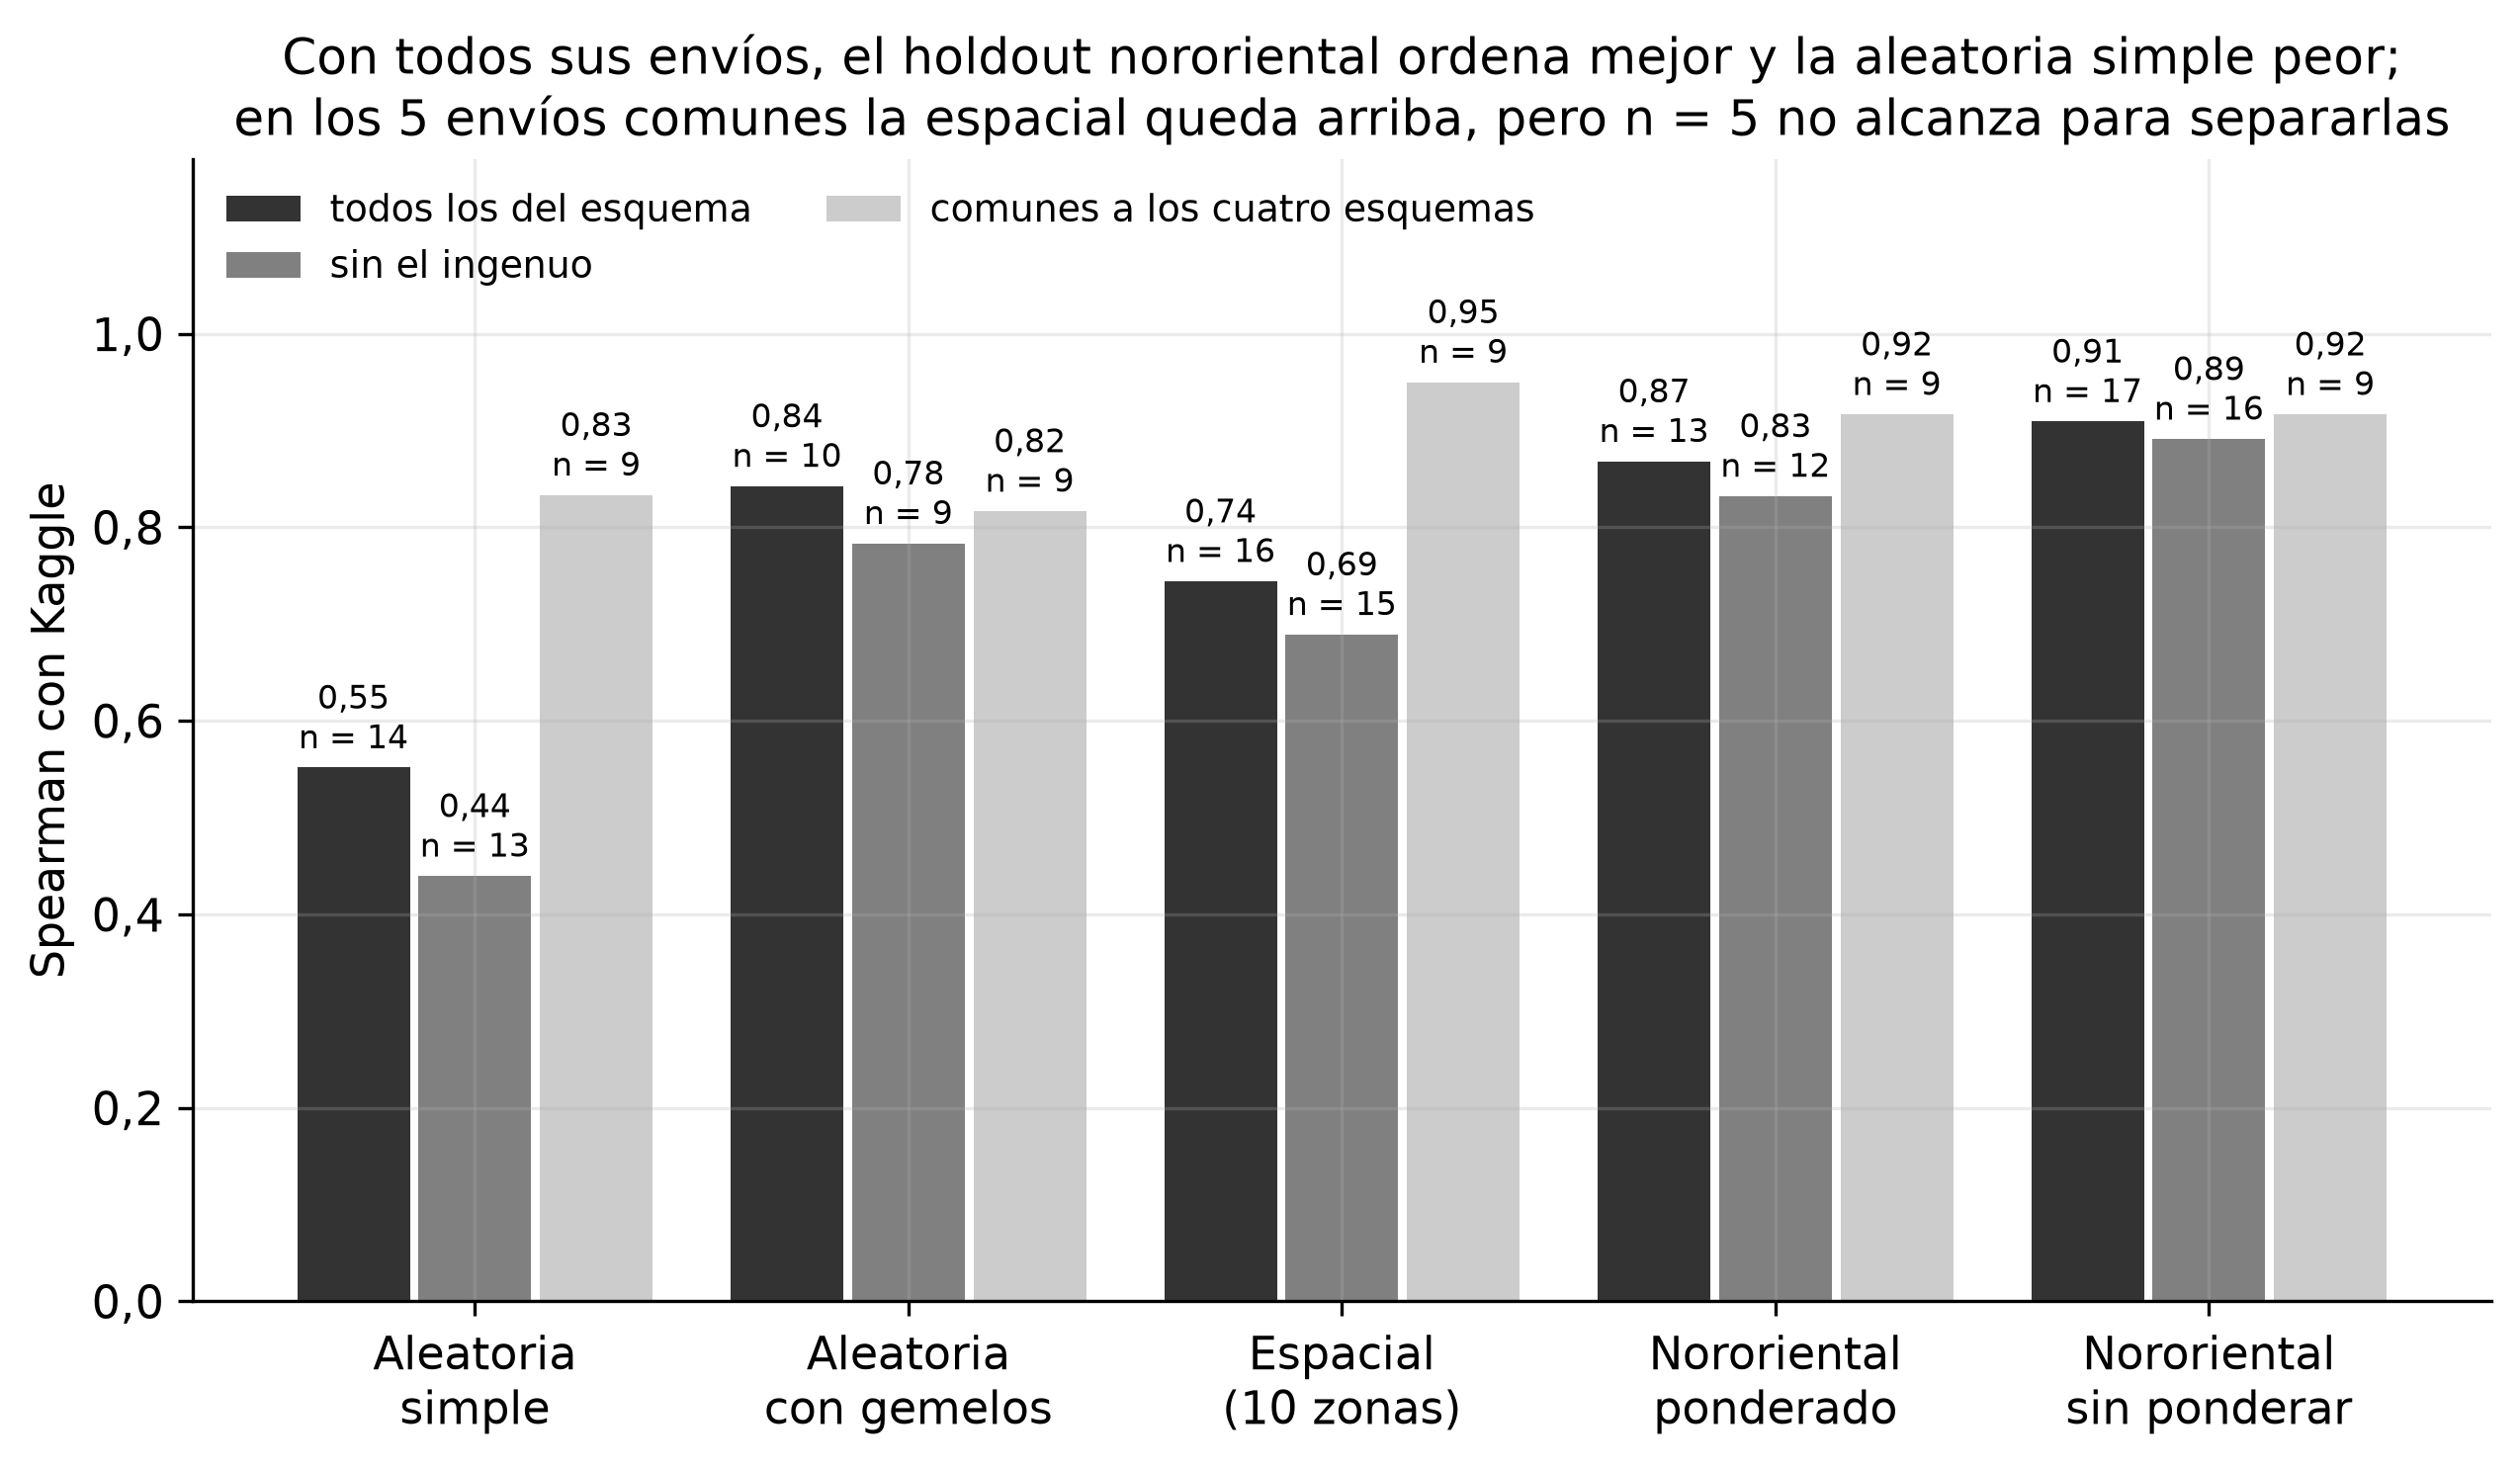 Con todos sus envíos, el holdout nororiental ordena mejor y la aleatoria simple peor;
en los 5 envíos comunes la espacial queda arriba, pero n = 5 no alcanza para separarlas
todos los del esquema
sin el ingenuo
comunes a los cuatro esquemas
Spearman con Kaggle
1,0
0,8
0,6
0,4
0,2
0,0
0,55
n = 14
0,44
n = 13
0,83
n = 9
0,84
n = 10
0,78
n = 9
0,82
n = 9
0,74
n = 16
0,69
n = 15
0,95
n = 9
0,87
n = 13
0,83
n = 12
0,92
n = 9
0,91
n = 17
0,89
n = 16
0,92
n = 9
Aleatoria
simple
Aleatoria
con gemelos
Espacial
(10 zonas)
Nororiental
ponderado
Nororiental
sin ponderar